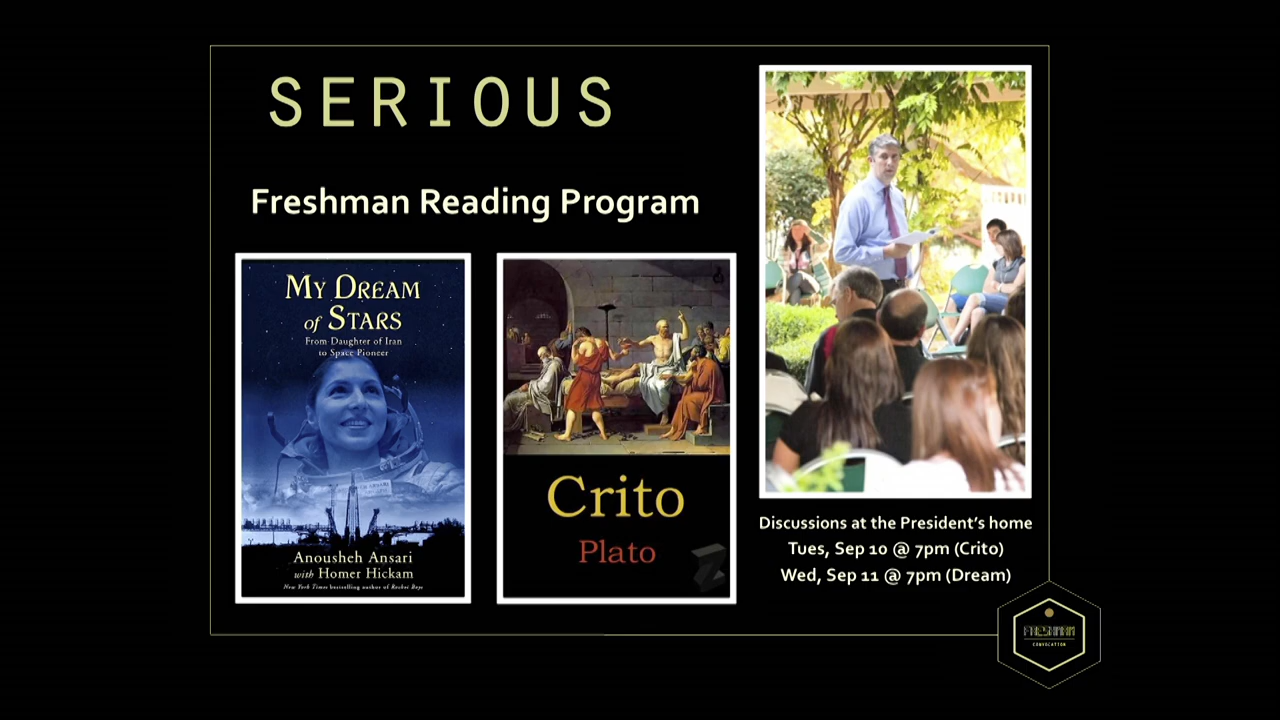 SERIOUS
Freshman Reading Program
MY DREAM
of STARS
From Daughter of Iran
to Space Pioneer
Anousheh Ansari
with Homer Hickam
New York Times bestselling author of Rocket Boys
Crito
Plato
Discussions at the President's home
Tues, Sep 10 @ 7pm (Crito)
Wed, Sep 11 @ 7pm (Dream)
FRESHMAN
CONVOCATION